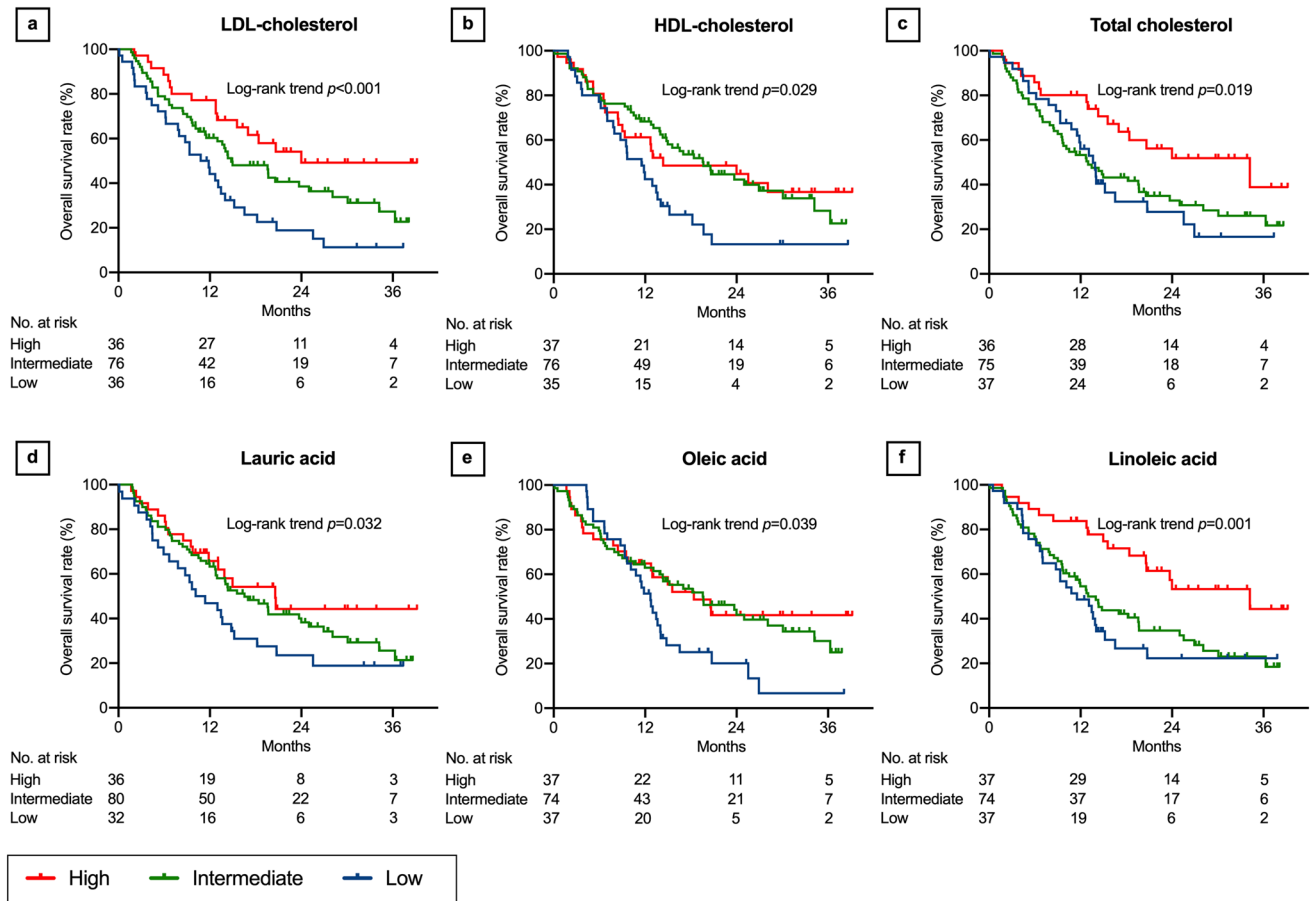 a
LDL-cholesterol
Overall survival rate (%)
100
80
60
40
20
0
Log-rank trend p<0.001
0 12 24 36
Months
No. at risk
High 36 27 11 4
Intermediate 76 42 19 7
Low 36 16 6 2
b
HDL-cholesterol
Overall survival rate (%)
100
80
60
40
20
0
Log-rank trend p=0.029
0 12 24 36
Months
No. at risk
High 37 21 14 5
Intermediate 76 49 19 6
Low 35 15 4 2
c
Total cholesterol
Overall survival rate (%)
100
80
60
40
20
0
Log-rank trend p=0.019
0 12 24 36
Months
No. at risk
High 36 28 14 4
Intermediate 75 39 18 7
Low 37 24 6 2
d
Lauric acid
Overall survival rate (%)
100
80
60
40
20
0
Log-rank trend p=0.032
0 12 24 36
Months
No. at risk
High 36 19 8 3
Intermediate 80 50 22 7
Low 32 16 6 3
e
Oleic acid
Overall survival rate (%)
100
80
60
40
20
0
Log-rank trend p=0.039
0 12 24 36
Months
No. at risk
High 37 22 11 5
Intermediate 74 43 21 7
Low 37 20 5 2
f
Linoleic acid
Overall survival rate (%)
100
80
60
40
20
0
Log-rank trend p=0.001
0 12 24 36
Months
No. at risk
High 37 29 14 5
Intermediate 74 37 17 6
Low 37 19 6 2
High Intermediate Low